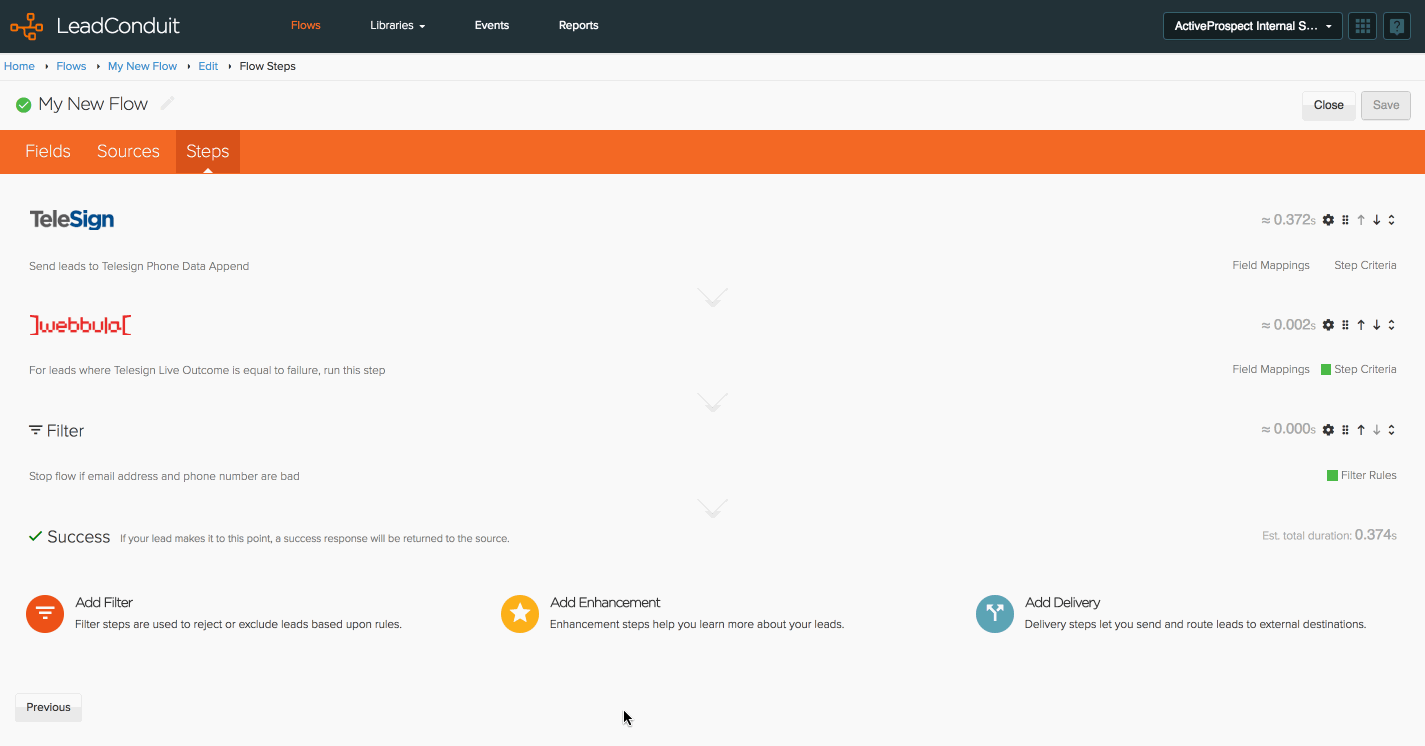 LeadConduit Flows Libraries Events Reports ActiveProspect Internal S...
Home Flows My New Flow Edit Flow Steps
My New Flow Close Save
Fields Sources Steps
TeleSign ≈ 0.372s
Send leads to Telesign Phone Data Append Field Mappings Step Criteria
]webbula[ ≈ 0.002s
For leads where Telesign Live Outcome is equal to failure, run this step Field Mappings Step Criteria
Filter ≈ 0.000s
Stop flow if email address and phone number are bad Filter Rules
Success If your lead makes it to this point, a success response will be returned to the source. Est. total duration: 0.374s
Add Filter Add Enhancement Add Delivery
Filter steps are used to reject or exclude leads based upon rules. Enhancement steps help you learn more about your leads. Delivery steps let you send and route leads to external destinations.
Previous